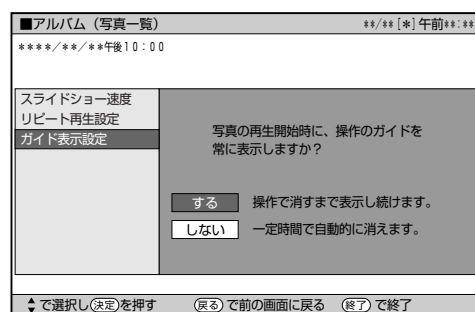 ■アルバム（写真一覧） **/**[*]午前**:**
****/**/**午後10：00
スライドショー速度
リピート再生設定
ガイド表示設定
写真の再生開始時に、操作のガイドを
常に表示しますか？
する 操作で消すまで表示し続けます。
しない 一定時間で自動的に消えます。
で選択し決定を押す 戻るで前の画面に戻る 終了で終了